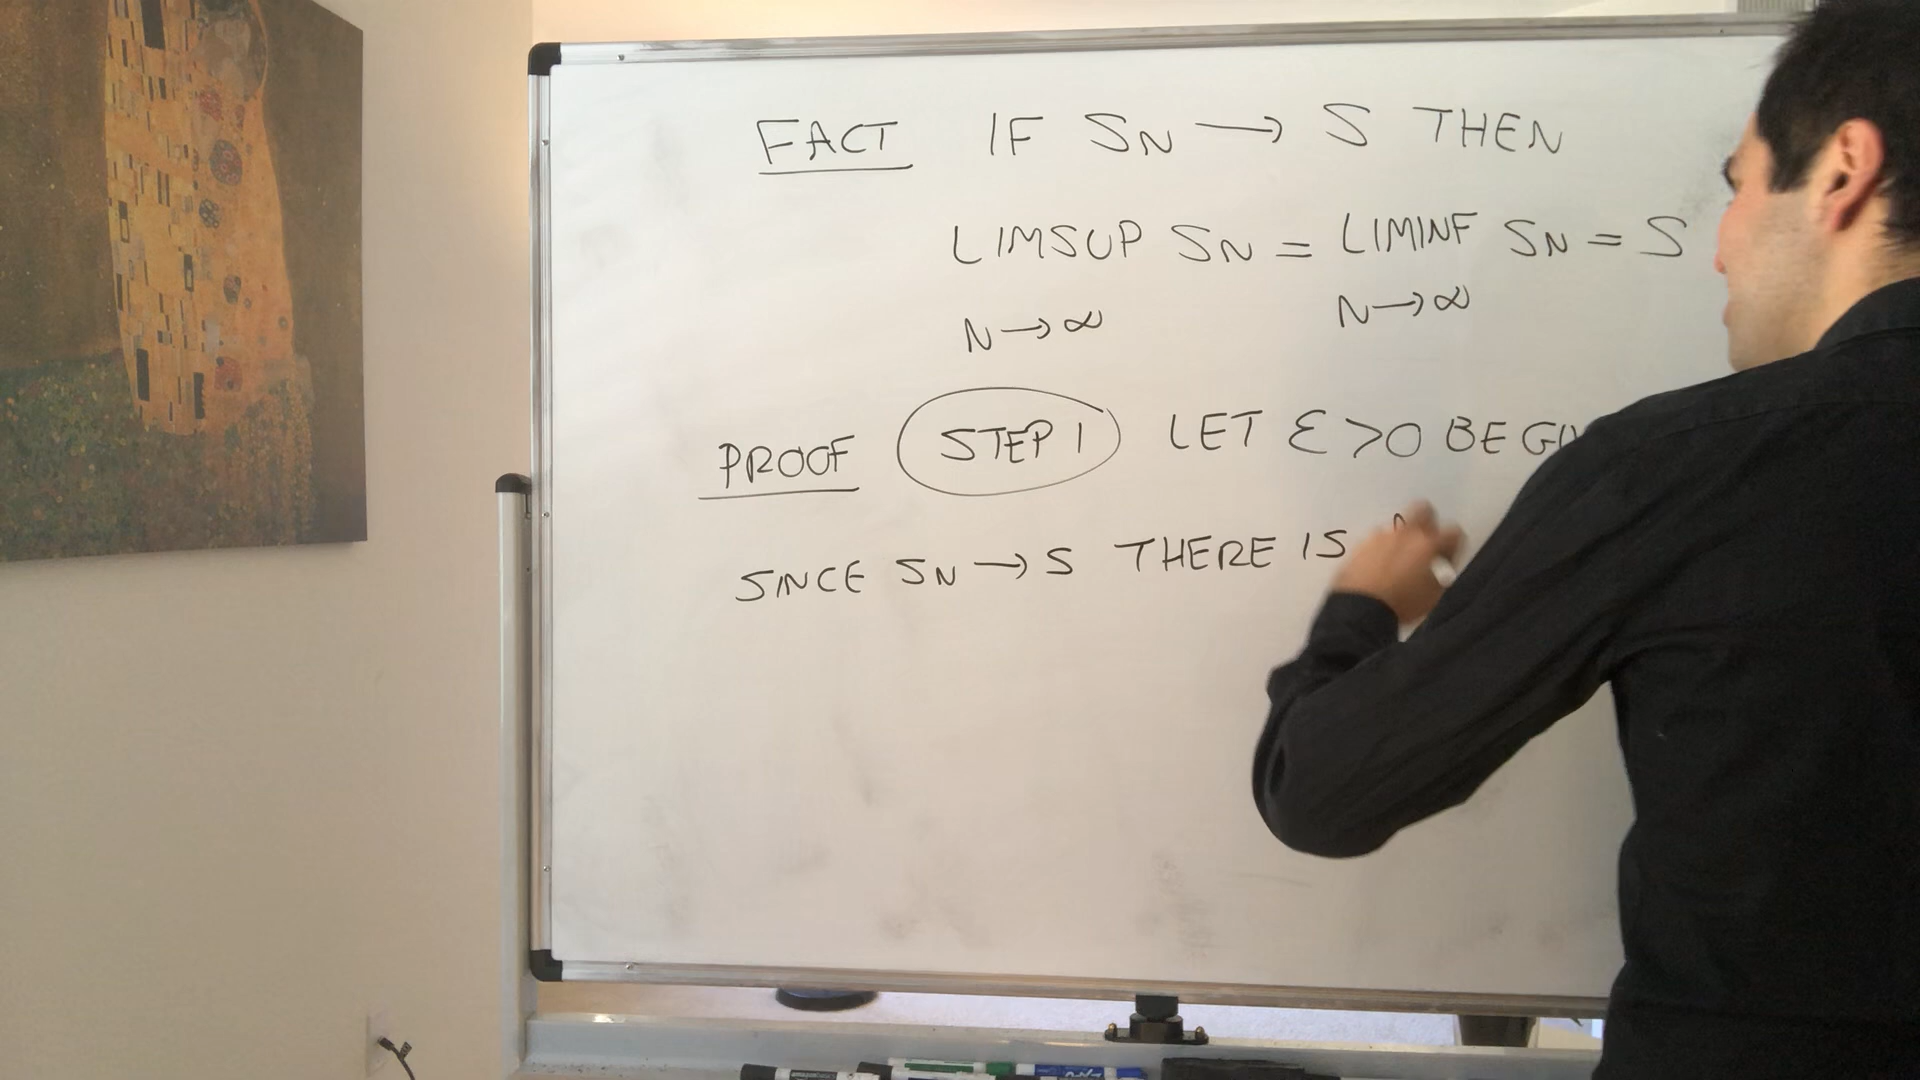 FACT IF SN → S THEN
LIMSUP SN = LIMINF SN = S
N → ∞ N → ∞
PROOF STEP 1 LET Ɛ > 0 BE
SINCE SN → S THERE IS